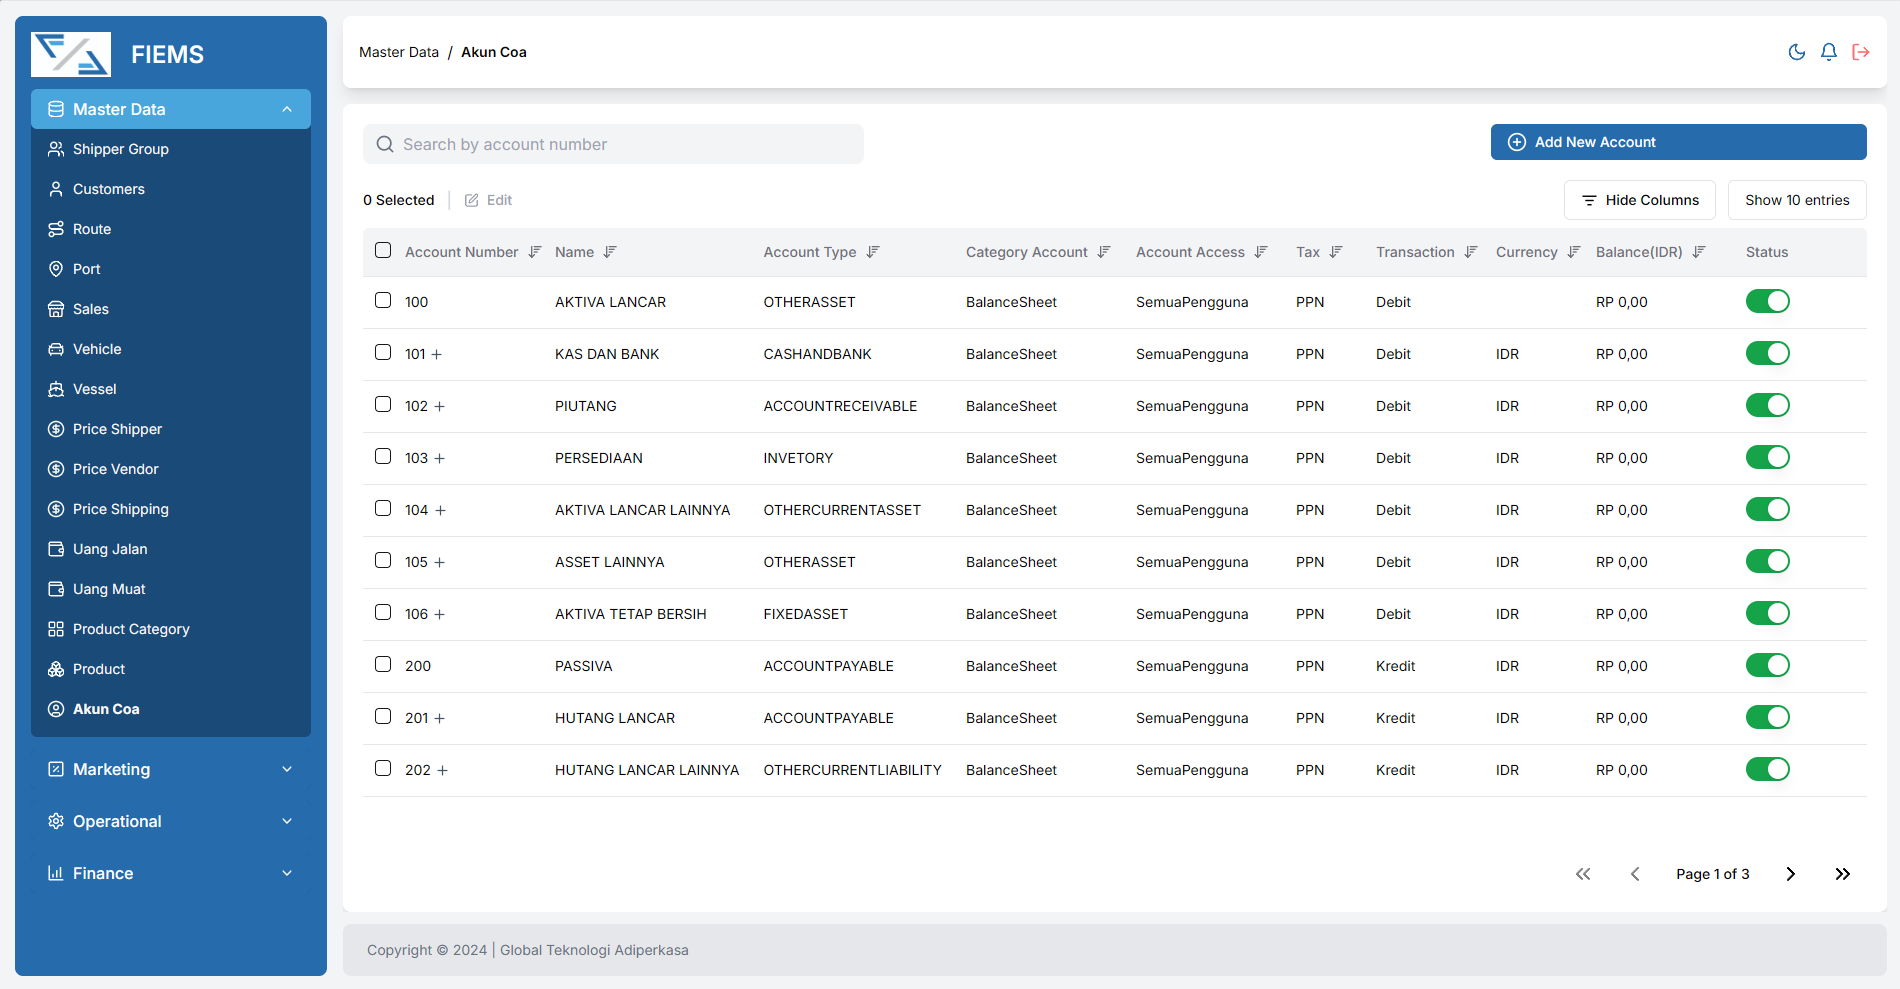 FIEMS
Master Data
Shipper Group
Customers
Route
Port
Sales
Vehicle
Vessel
Price Shipper
Price Vendor
Price Shipping
Uang Jalan
Uang Muat
Product Category
Product
Akun Coa
Marketing
Operational
Finance
Master Data / Akun Coa
Search by account number
Add New Account
0 Selected | Edit
Hide Columns
Show 10 entries
Account Number Name Account Type Category Account Account Access Tax Transaction Currency Balance(IDR) Status
100 AKTIVA LANCAR OTHERASSET BalanceSheet SemuaPengguna PPN Debit RP 0,00
101 + KAS DAN BANK CASHANDBANK BalanceSheet SemuaPengguna PPN Debit IDR RP 0,00
102 + PIUTANG ACCOUNTRECEIVABLE BalanceSheet SemuaPengguna PPN Debit IDR RP 0,00
103 + PERSEDIAAN INVETORY BalanceSheet SemuaPengguna PPN Debit IDR RP 0,00
104 + AKTIVA LANCAR LAINNYA OTHERCURRENTASSET BalanceSheet SemuaPengguna PPN Debit IDR RP 0,00
105 + ASSET LAINNYA OTHERASSET BalanceSheet SemuaPengguna PPN Debit IDR RP 0,00
106 + AKTIVA TETAP BERSIH FIXEDASSET BalanceSheet SemuaPengguna PPN Debit IDR RP 0,00
200 PASSIVA ACCOUNTPAYABLE BalanceSheet SemuaPengguna PPN Kredit IDR RP 0,00
201 + HUTANG LANCAR ACCOUNTPAYABLE BalanceSheet SemuaPengguna PPN Kredit IDR RP 0,00
202 + HUTANG LANCAR LAINNYA OTHERCURRENTLIABILITY BalanceSheet SemuaPengguna PPN Kredit IDR RP 0,00
Page 1 of 3
Copyright © 2024 | Global Teknologi Adiperkasa